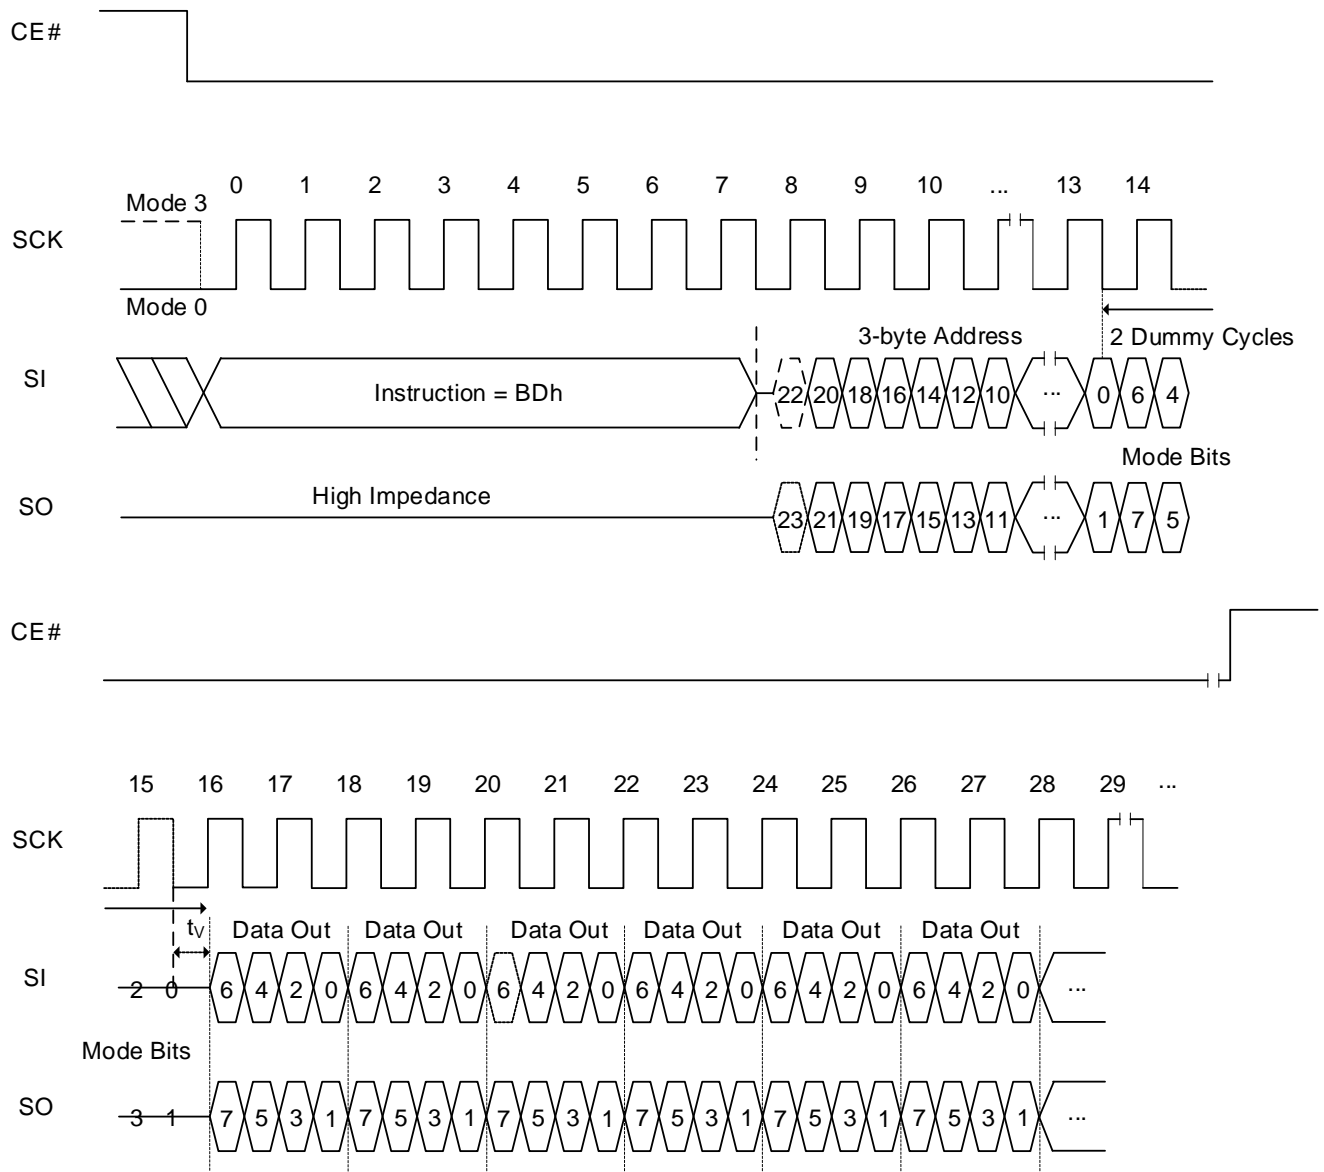 CE#
0 1 2 3 4 5 6 7 8 9 10 ... 13 14
Mode 3
SCK
Mode 0
3-byte Address 2 Dummy Cycles
SI Instruction = BDh 22 20 18 16 14 12 10 ... 0 6 4
Mode Bits
High Impedance
SO 23 21 19 17 15 13 11 ... 1 7 5
CE#
15 16 17 18 19 20 21 22 23 24 25 26 27 28 29 ...
SCK
tV Data Out Data Out Data Out Data Out Data Out Data Out
SI 2 0 6 4 2 0 6 4 2 0 6 4 2 0 6 4 2 0 6 4 2 0 6 4 2 0 ...
Mode Bits
SO 3 1 7 5 3 1 7 5 3 1 7 5 3 1 7 5 3 1 7 5 3 1 7 5 3 1 ...